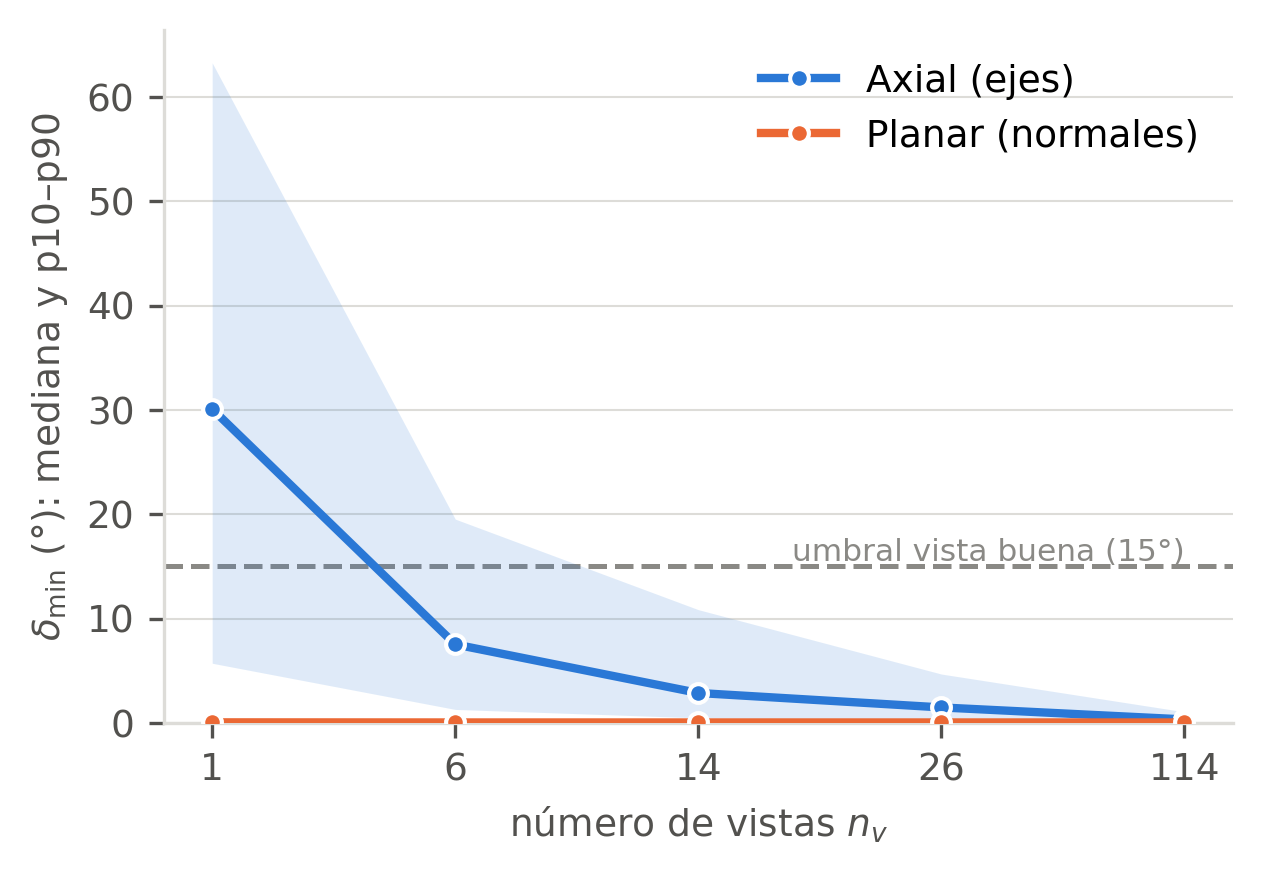 Axial (ejes)
Planar (normales)
δmin (°): mediana y p10–p90
60
50
40
30
20
10
0
umbral vista buena (15°)
1 6 14 26 114
número de vistas nv